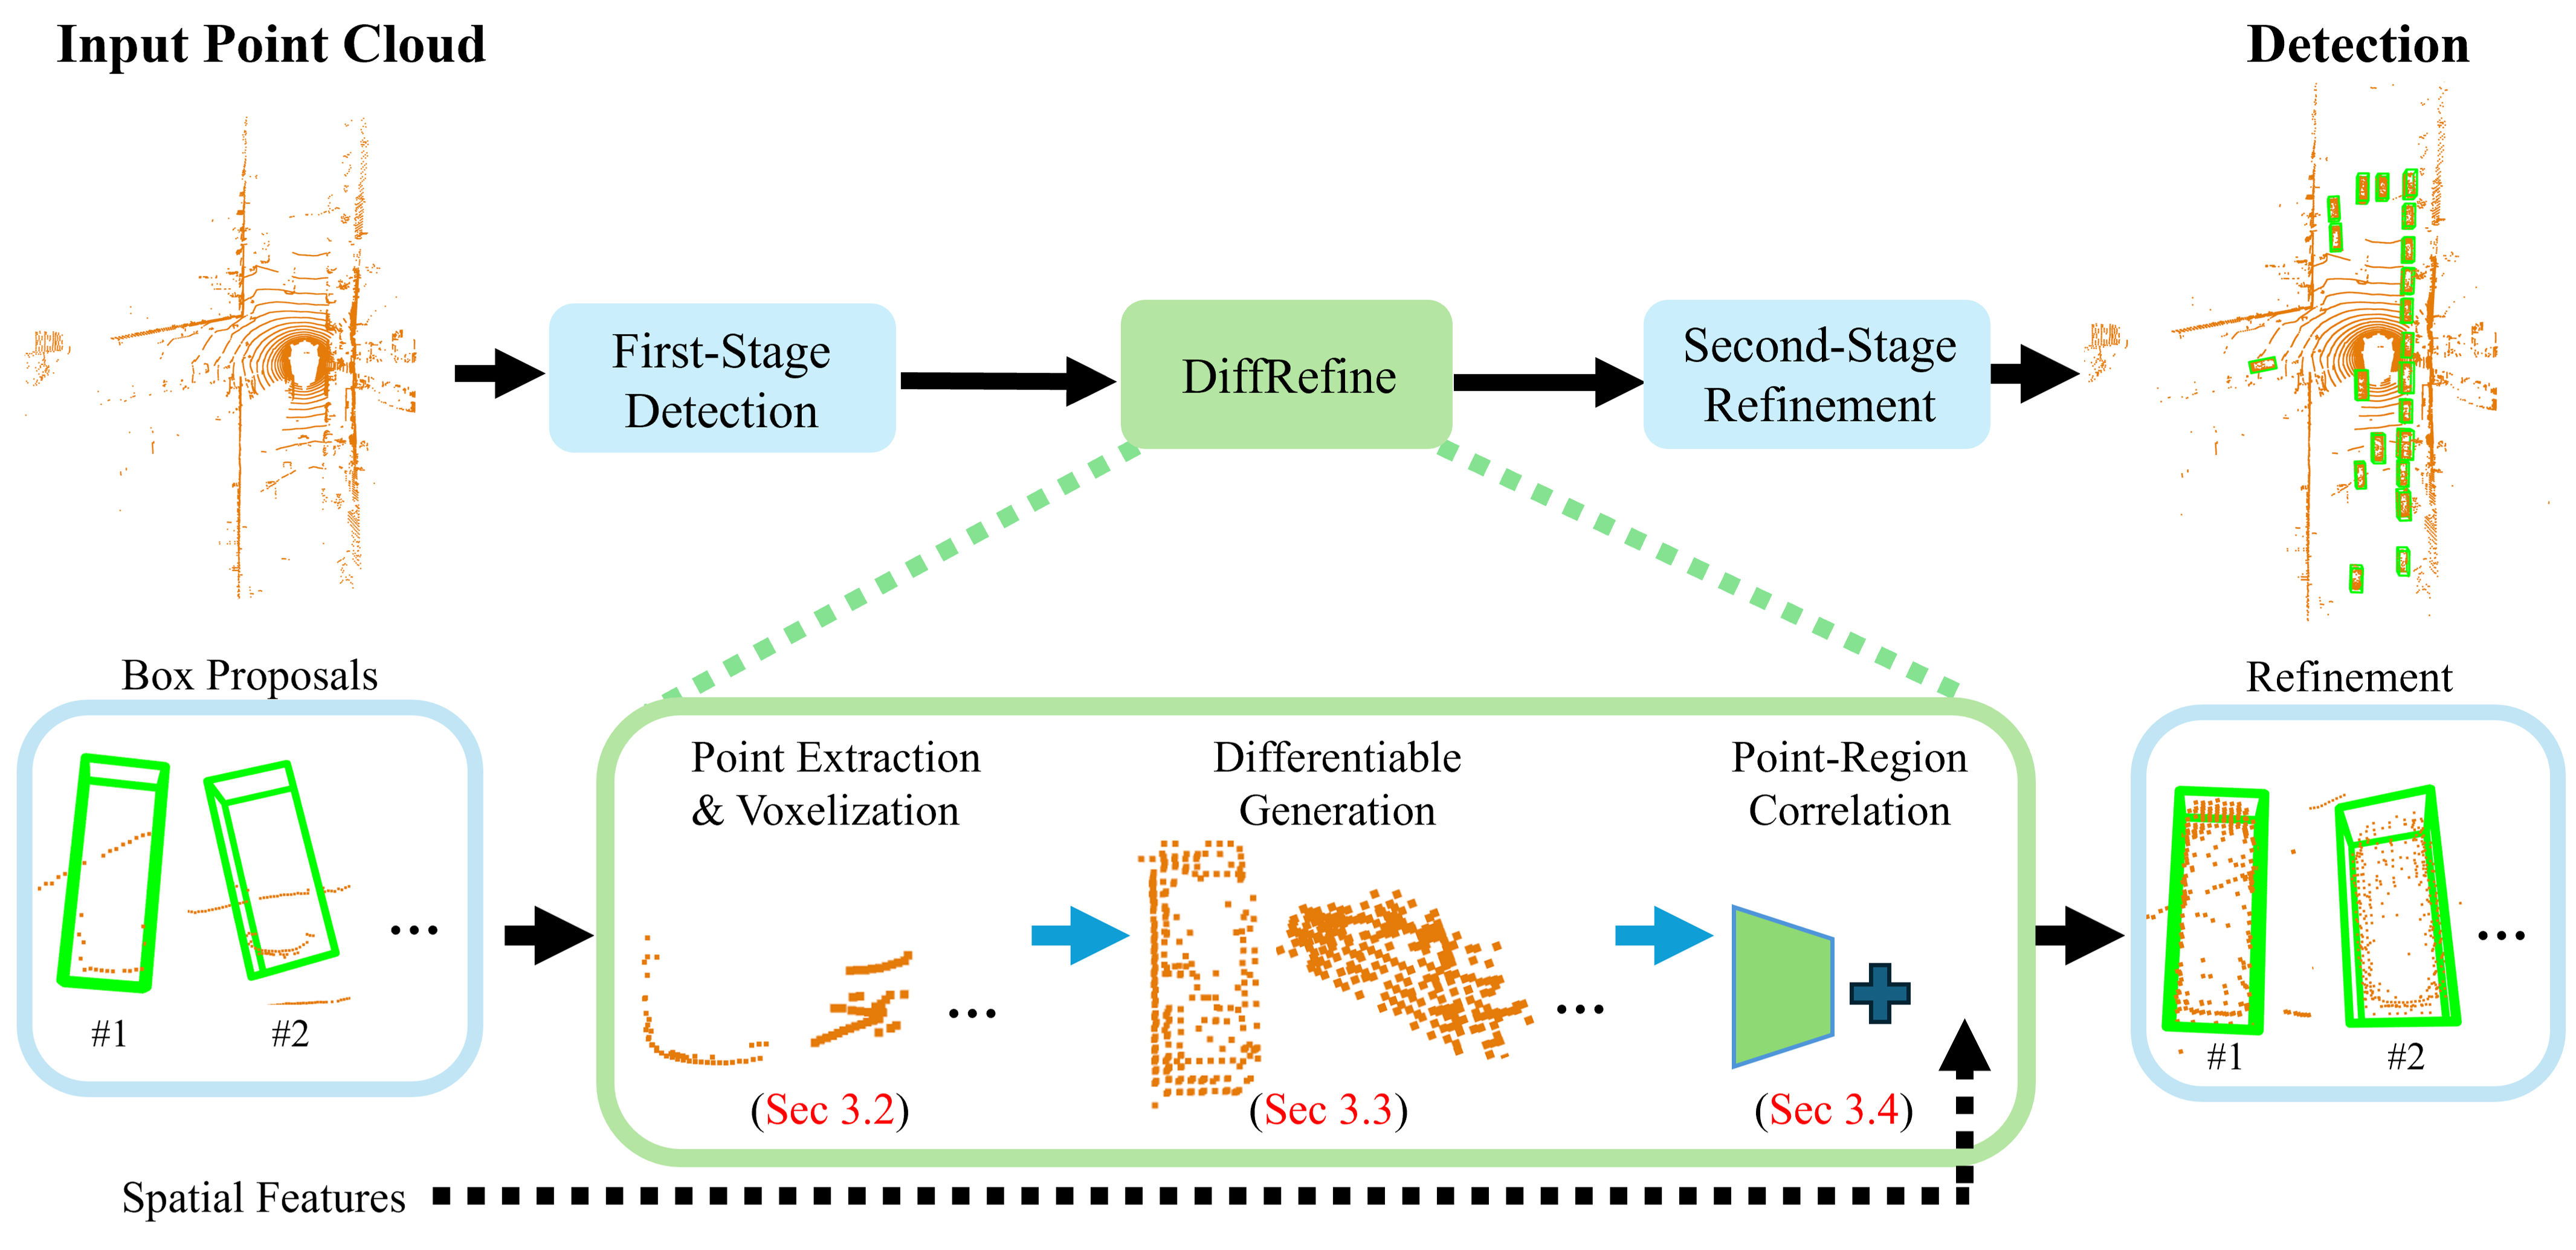 Input Point Cloud
Detection
First-Stage
Detection
DiffRefine
Second-Stage
Refinement
Box Proposals
#1
#2
...
Point Extraction
& Voxelization
...
(Sec 3.2)
Differentiable
Generation
...
(Sec 3.3)
Point-Region
Correlation
(Sec 3.4)
Refinement
#1
#2
...
Spatial Features